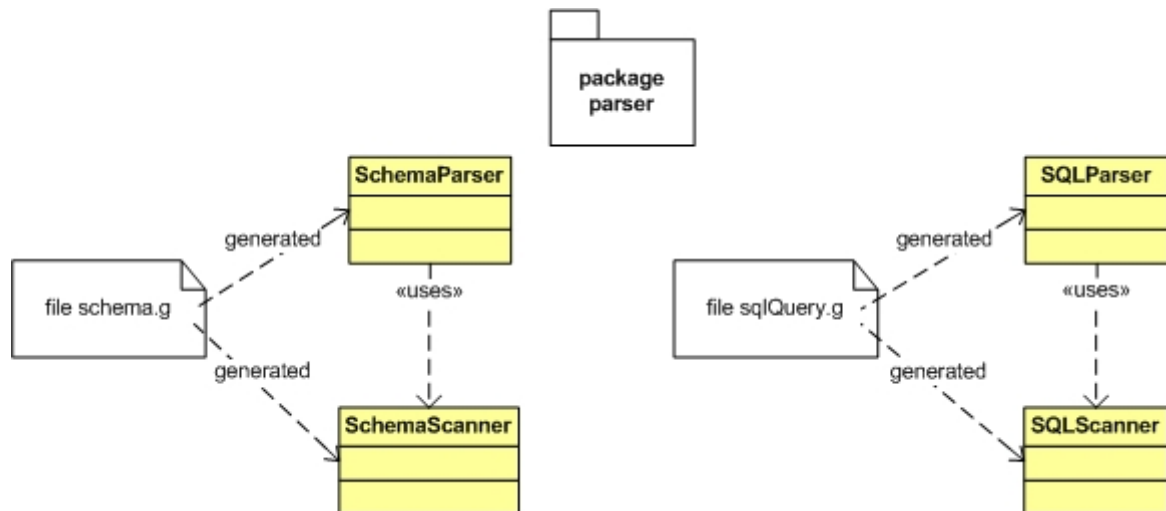 package
parser
SchemaParser
SQLParser
generated
generated
file schema.g
«uses»
file sqlQuery.g
«uses»
generated
generated
SchemaScanner
SQLScanner